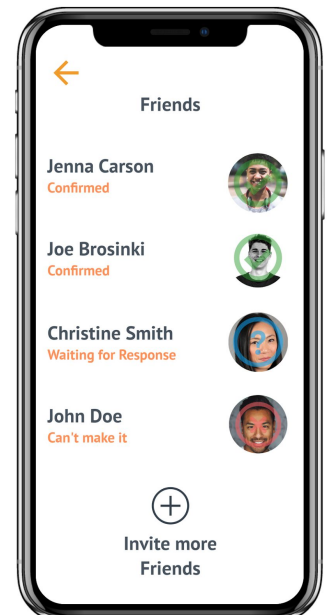 Friends
Jenna Carson
Confirmed
Joe Brosinki
Confirmed
Christine Smith
Waiting for Response
?
John Doe
Can't make it
Invite more
Friends